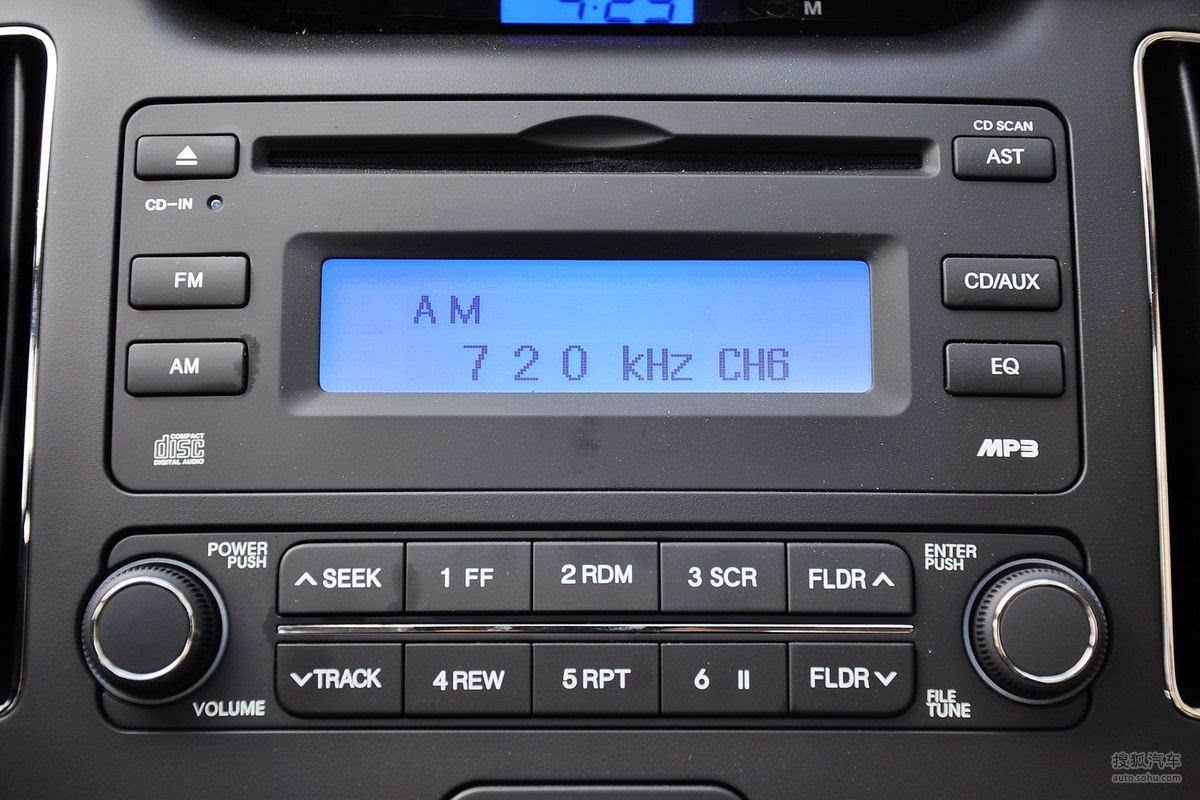 M
CD SCAN
AST
CD-IN
FM
CD/AUX
AM
720 kHz CH6
AM
EQ
COMPACT
disc
DIGITAL AUDIO
MP3
POWER
PUSH
SEEK
1 FF
2 RDM
3 SCR
FLDR
ENTER
PUSH
TRACK
4 REW
5 RPT
6
FLDR
VOLUME
FILE
TUNE
搜狐汽车
auto.sohu.com